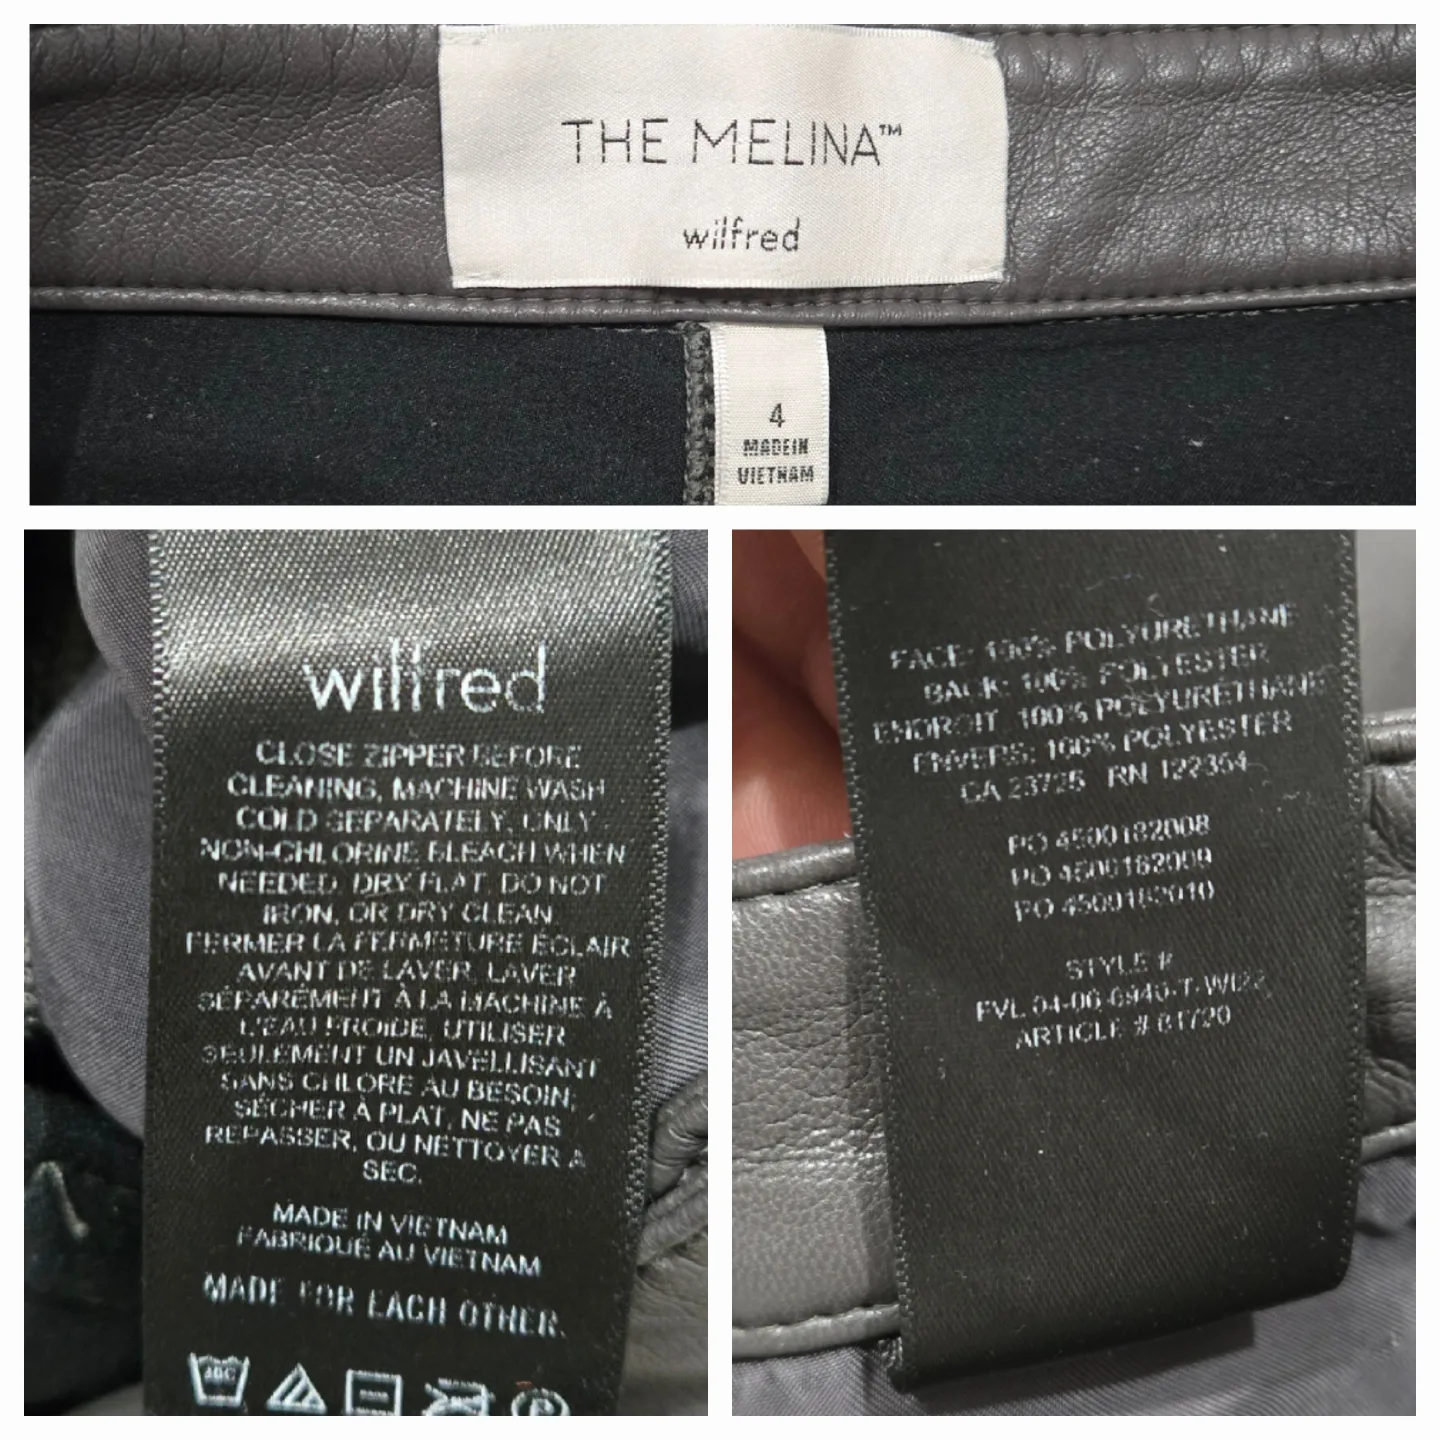 THE MELINA™
wilfred
4
MADE IN
VIETNAM
wilfred
CLOSE ZIPPER BEFORE
CLEANING, MACHINE WASH
COLD SEPARATELY, ONLY
NON-CHLORINE BLEACH WHEN
NEEDED, DRY FLAT, DO NOT
IRON, OR DRY CLEAN
FERMER LA FERMETURE ÉCLAIR
AVANT DE LAVER, LAVER
SÉPARÉMENT À LA MACHINE À
L'EAU FROIDE, UTILISER
SEULEMENT UN JAVELLISANT
SANS CHLORE AU BESOIN,
SÉCHER À PLAT, NE PAS
REPASSER, OU NETTOYER À
SEC.
MADE IN VIETNAM
FABRIQUÉ AU VIETNAM
MADE FOR EACH OTHER.
30C
P
FACE: 100% POLYURETHANE
BACK: 100% POLYESTER
ENDROIT: 100% POLYURETHANE
ENVERS: 100% POLYESTER
CA 23725 RN 122354
PO 4500182008
PO 4500182009
PO 4500182010
STYLE #
ARTICLE #